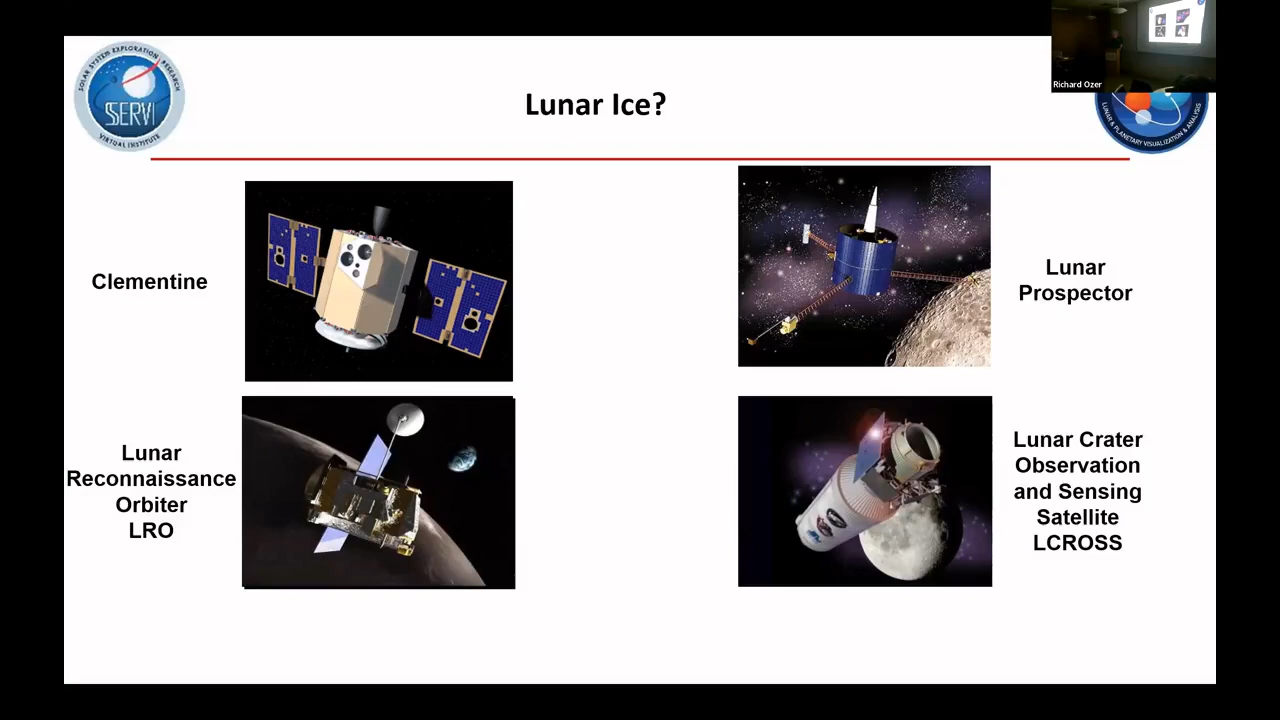 Richard Ozer
SOLAR SYSTEM EXPLORATION RESEARCH
SSERVI
VIRTUAL INSTITUTE
Lunar Ice?
LUNAR & PLANETARY VISUALIZATION & ANALYSIS
Clementine
Lunar
Prospector
Lunar
Reconnaissance
Orbiter
LRO
Lunar Crater
Observation
and Sensing
Satellite
LCROSS